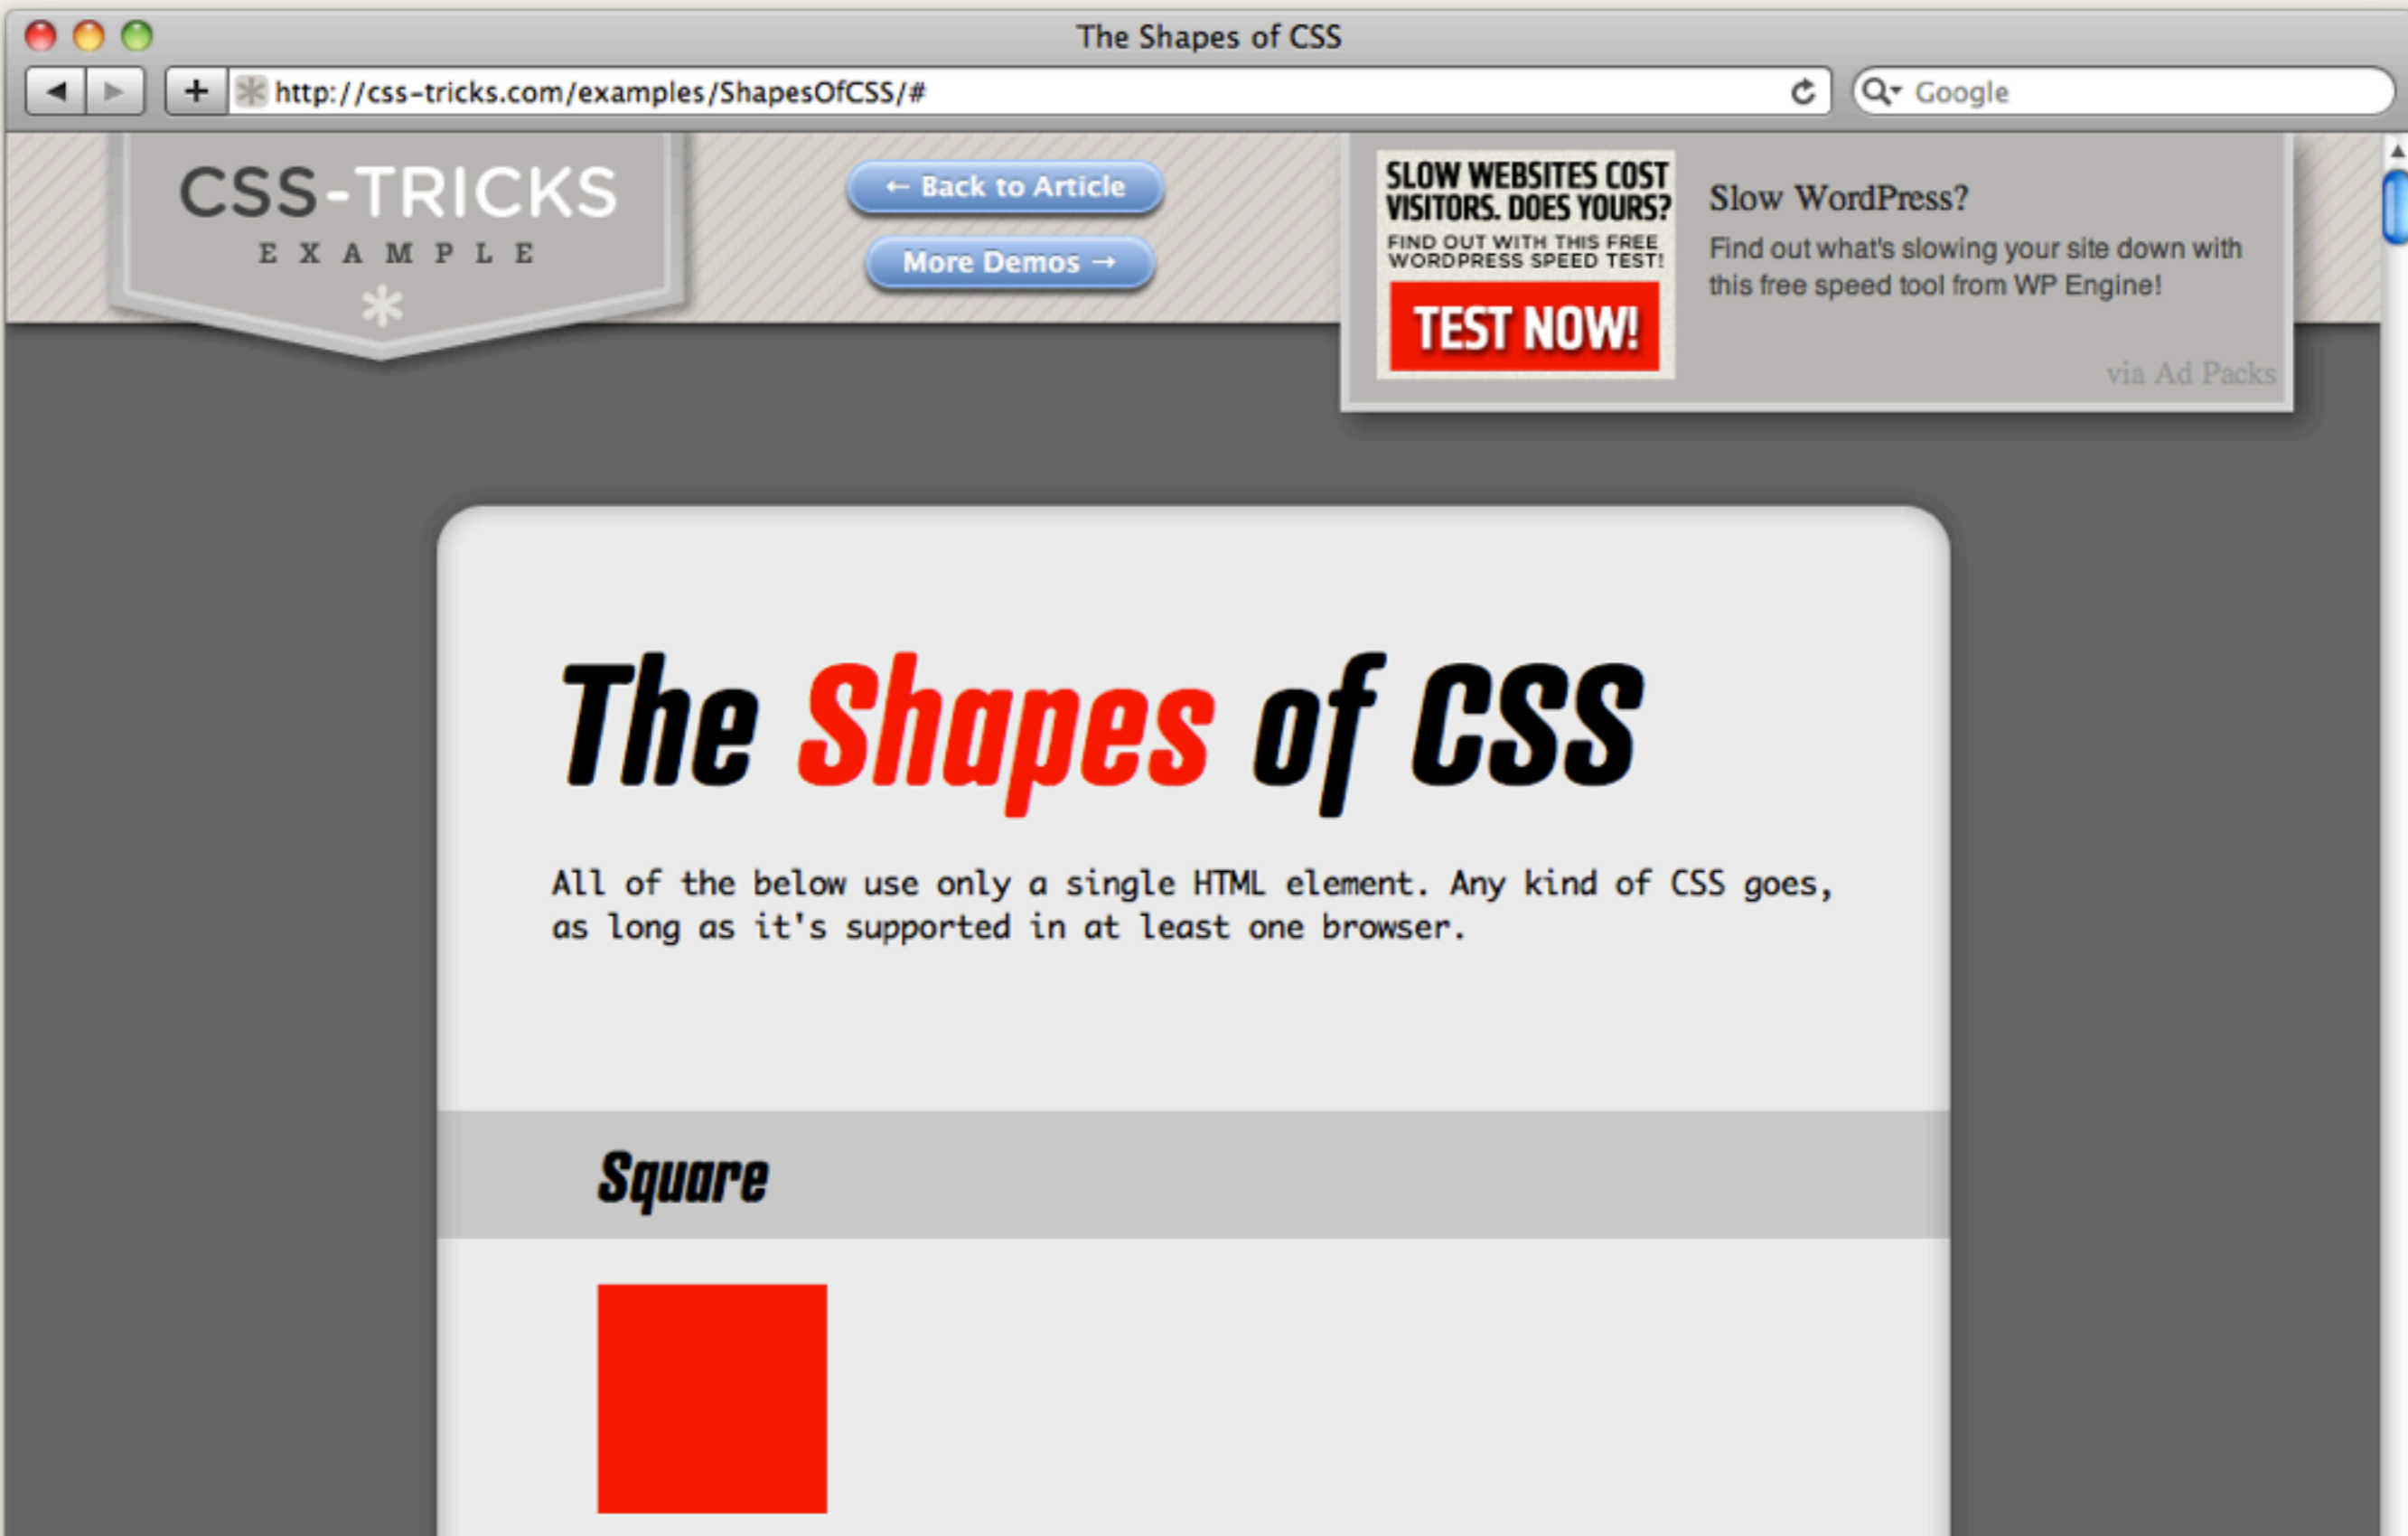 The Shapes of CSS
http://css-tricks.com/examples/ShapesOfCSS/#
Google
CSS-TRICKS
EXAMPLE
← Back to Article
More Demos →
SLOW WEBSITES COST
VISITORS. DOES YOURS?
FIND OUT WITH THIS FREE
WORDPRESS SPEED TEST!
TEST NOW!
Slow WordPress?
Find out what's slowing your site down with
this free speed tool from WP Engine!
via Ad Packs
The Shapes of CSS
All of the below use only a single HTML element. Any kind of CSS goes,
as long as it's supported in at least one browser.
Square